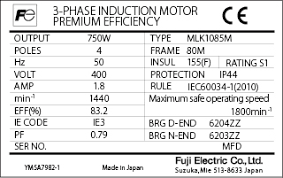 Fe 3-PHASE INDUCTION MOTOR
PREMIUM EFFICIENCY
OUTPUT 750W TYPE MLK1085M
POLES 4 FRAME 80M
Hz 50 INSUL 155(F) RATING S1
VOLT 400 PROTECTION IP44
AMP 1.8 RULE IEC60034-1(2010)
min-1 1440 Maximum safe operating speed
EFF(%) 83.2 1800min-1
IE CODE IE3 BRG D-END 6204ZZ
PF 0.79 BRG N-END 6203ZZ
SER NO. MFD
Fuji Electric Co., Ltd.
YMSA7982-1 Made in Japan Suzuka, Mie 513-8633 Japan